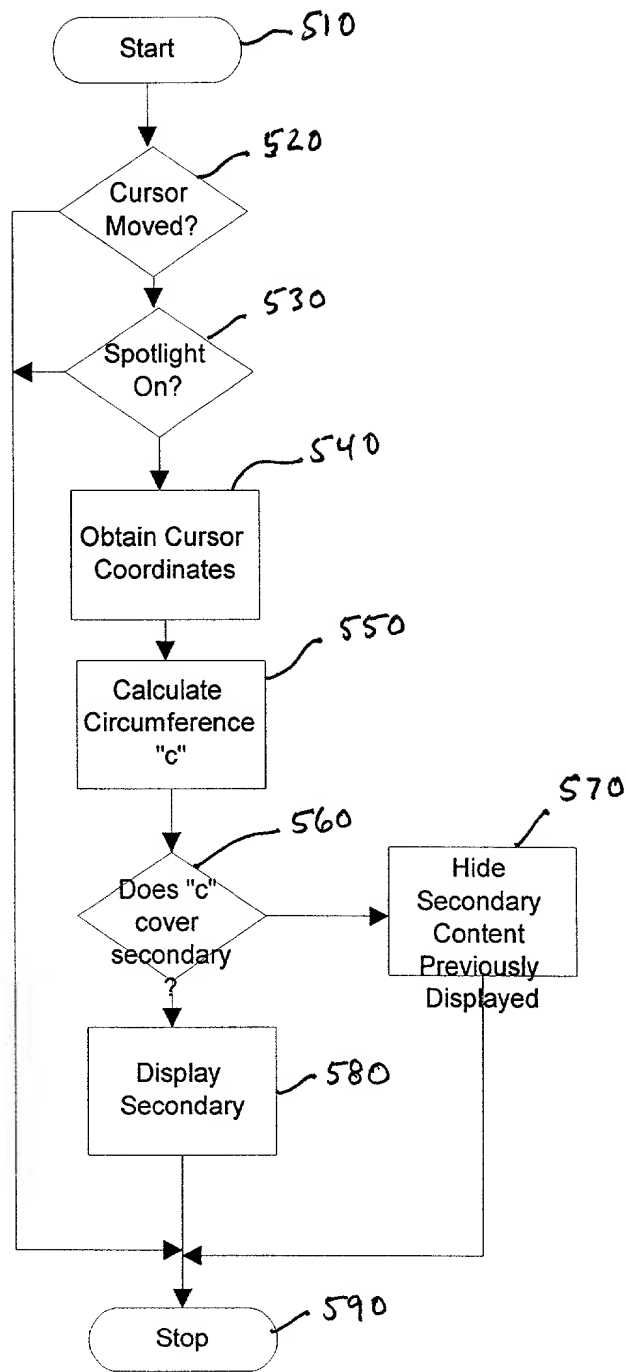 Start
510
Cursor
Moved?
520
Spotlight
On?
530
Obtain Cursor
Coordinates
540
Calculate
Circumference
"c"
550
Does "c"
cover
secondary
?
560
Hide
Secondary
Content
Previously
Displayed
570
Display
Secondary
580
Stop
590